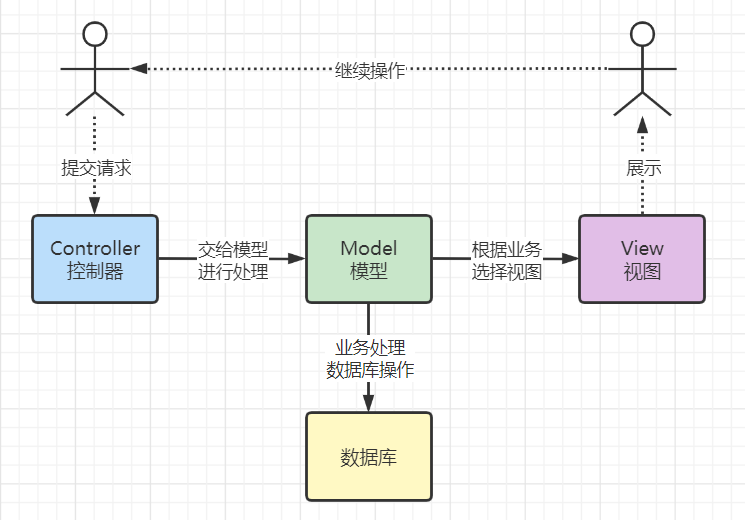 继续操作
提交请求
展示
Controller
控制器
交给模型
进行处理
Model
模型
根据业务
选择视图
View
视图
业务处理
数据库操作
数据库